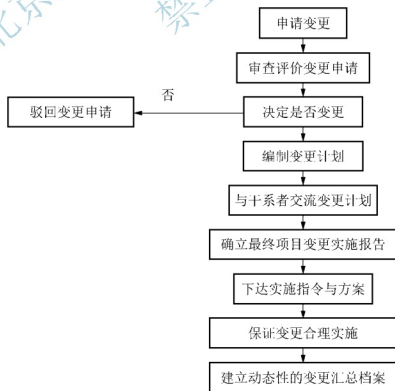 申请变更
审查评价变更申请
否
驳回变更申请
决定是否变更
编制变更计划
与干系者交流变更计划
确立最终项目变更实施报告
下达实施指令与方案
保证变更合理实施
建立动态性的变更汇总档案